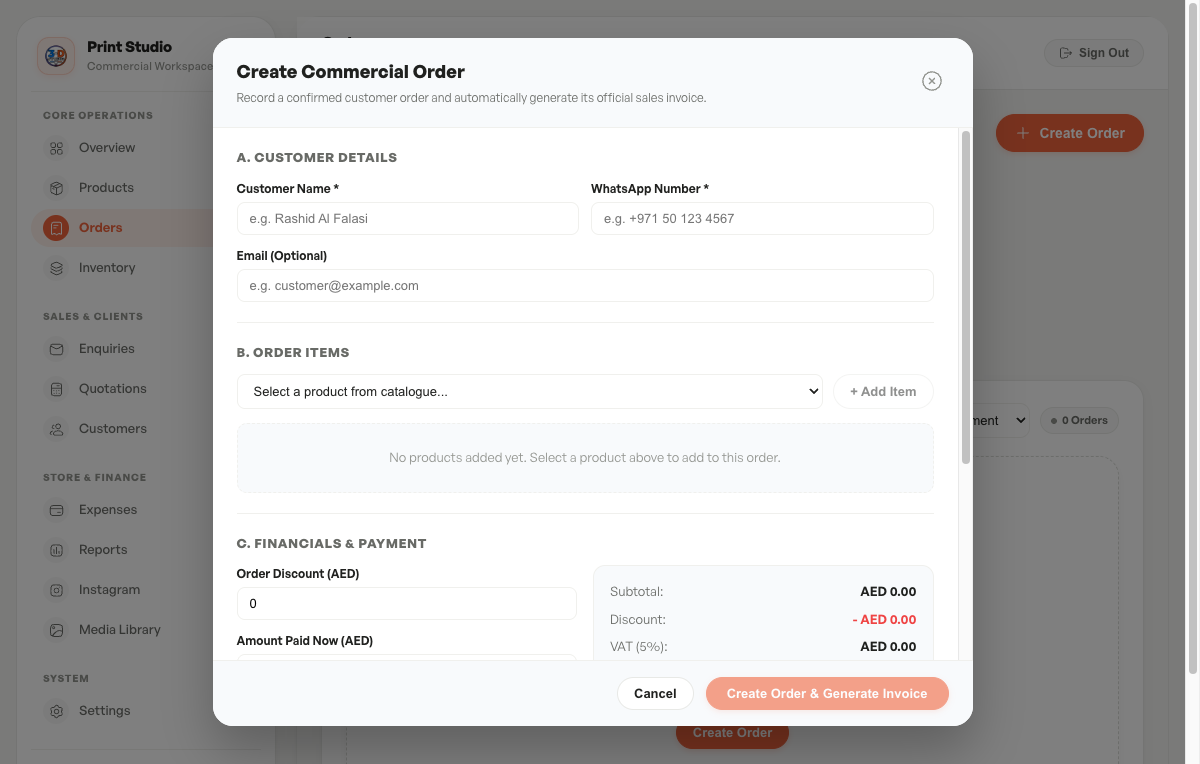 Print Studio
Commercial Workspace
CORE OPERATIONS
Overview
Products
Orders
Inventory
SALES & CLIENTS
Enquiries
Quotations
Customers
STORE & FINANCE
Expenses
Reports
Instagram
Media Library
SYSTEM
Settings
Sign Out
+ Create Order
0 Orders
Create Order
Create Commercial Order
Record a confirmed customer order and automatically generate its official sales invoice.
A. CUSTOMER DETAILS
Customer Name * WhatsApp Number *
e.g. Rashid Al Falasi e.g. +971 50 123 4567
Email (Optional)
e.g. customer@example.com
B. ORDER ITEMS
Select a product from catalogue... + Add Item
No products added yet. Select a product above to add to this order.
C. FINANCIALS & PAYMENT
Order Discount (AED)
0
Amount Paid Now (AED)
Subtotal: AED 0.00
Discount: - AED 0.00
VAT (5%): AED 0.00
Cancel Create Order & Generate Invoice